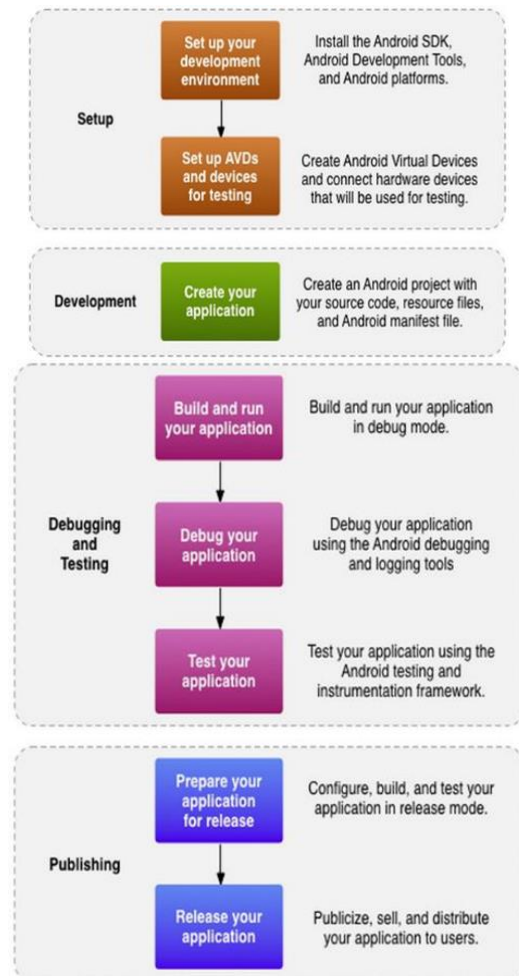 Setup
Set up your
development
environment
Install the Android SDK,
Android Development Tools,
and Android platforms.
Set up AVDs
and devices
for testing
Create Android Virtual Devices
and connect hardware devices
that will be used for testing.
Development
Create your
application
Create an Android project with
your source code, resource files,
and Android manifest file.
Debugging
and
Testing
Build and run
your application
Build and run your application
in debug mode.
Debug your
application
Debug your application
using the Android debugging
and logging tools
Test your
application
Test your application using the
Android testing and
instrumentation framework.
Publishing
Prepare your
application
for release
Configure, build, and test your
application in release mode.
Release your
application
Publicize, sell, and distribute
your application to users.